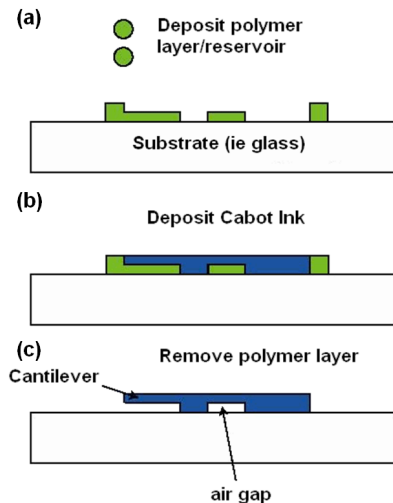 (a)
Deposit polymer
layer/reservoir
Substrate (ie glass)
(b)
Deposit Cabot Ink
(c)
Remove polymer layer
Cantilever
air gap